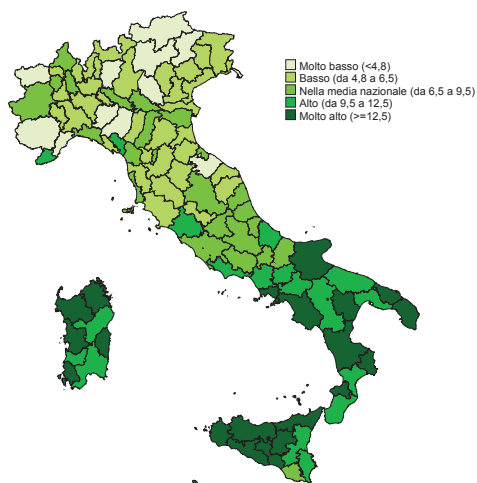 Molto basso (<4,8)
Basso (da 4,8 a 6,5)
Nella media nazionale (da 6,5 a 9,5)
Alto (da 9,5 a 12,5)
Molto alto (>=12,5)